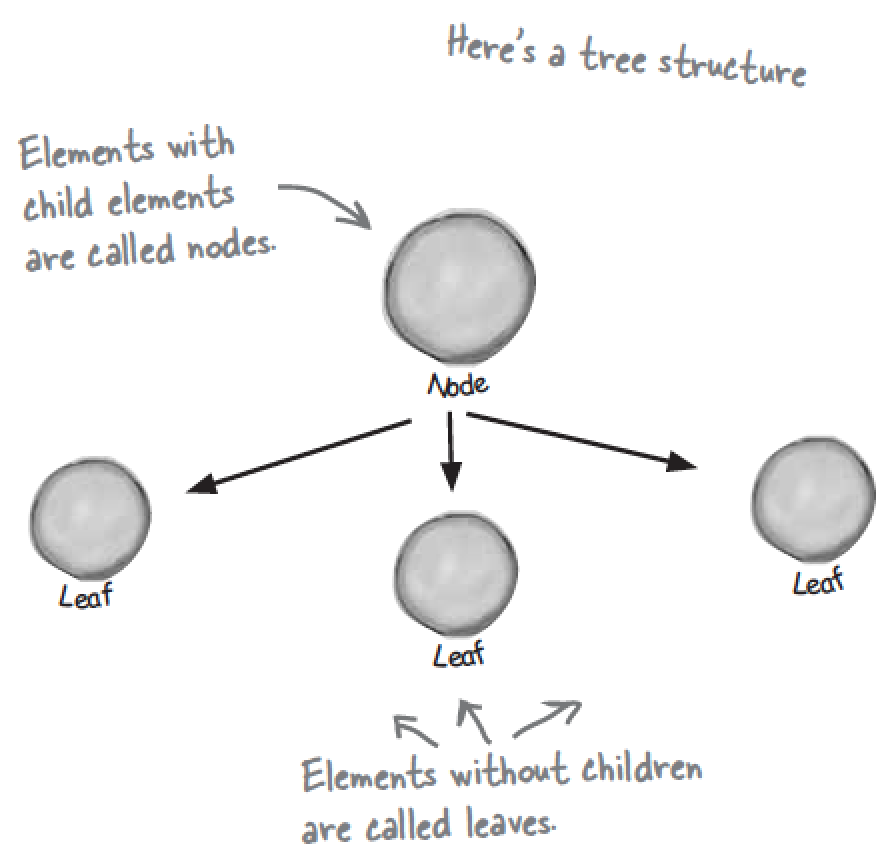 Here's a tree structure
Elements with
child elements
are called nodes.
Node
Leaf
Leaf
Leaf
Elements without children
are called leaves.